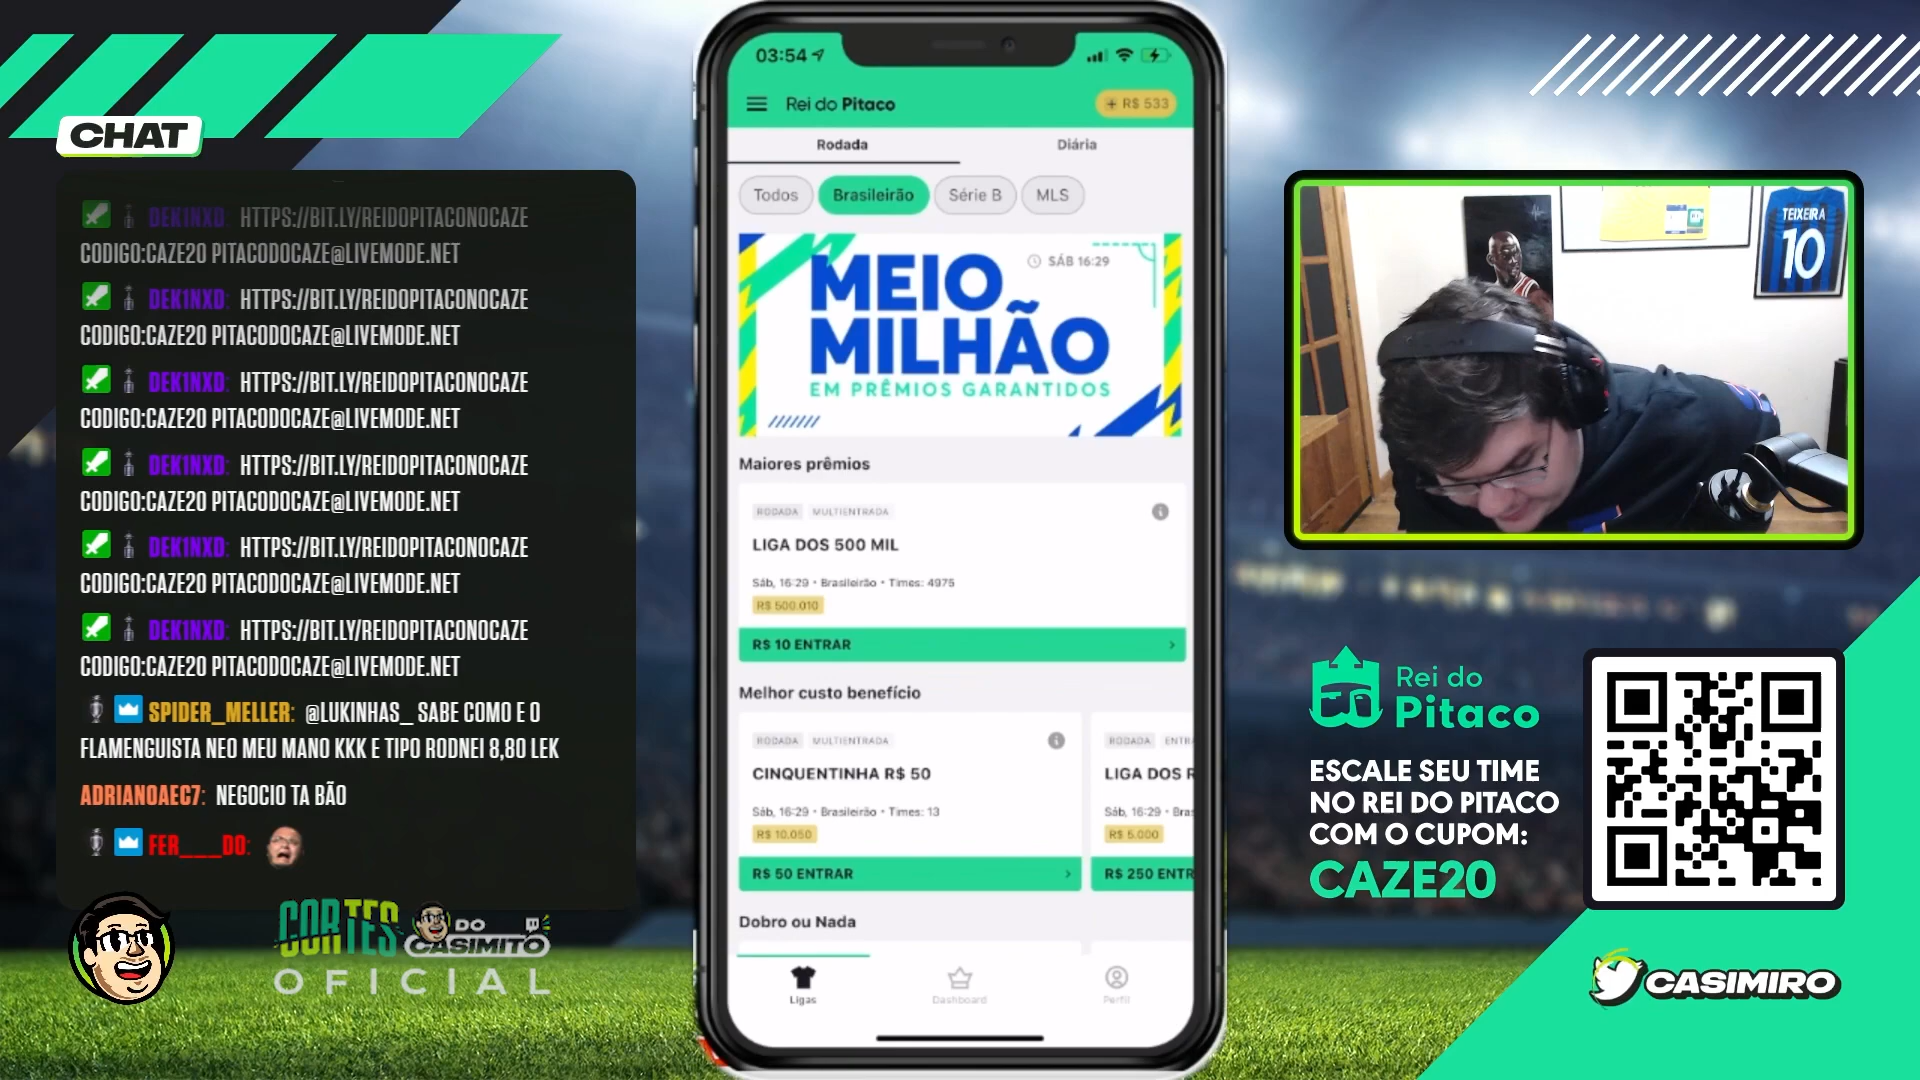 CHAT
DEK1NXD: HTTPS://BIT.LY/REIDOPITACONOCAZE
CODIGO:CAZE20 PITACODOCAZE@LIVEMODE.NET
DEK1NXD: HTTPS://BIT.LY/REIDOPITACONOCAZE
CODIGO:CAZE20 PITACODOCAZE@LIVEMODE.NET
DEK1NXD: HTTPS://BIT.LY/REIDOPITACONOCAZE
CODIGO:CAZE20 PITACODOCAZE@LIVEMODE.NET
DEK1NXD: HTTPS://BIT.LY/REIDOPITACONOCAZE
CODIGO:CAZE20 PITACODOCAZE@LIVEMODE.NET
DEK1NXD: HTTPS://BIT.LY/REIDOPITACONOCAZE
CODIGO:CAZE20 PITACODOCAZE@LIVEMODE.NET
DEK1NXD: HTTPS://BIT.LY/REIDOPITACONOCAZE
CODIGO:CAZE20 PITACODOCAZE@LIVEMODE.NET
SPIDER_MELLER: @LUKINHAS_ SABE COMO E O
FLAMENGUISTA NEO MEU MANO KKK E TIPO RODNEI 8,80 LEK
ADRIANOAEC7: NEGOCIO TA BÃO
FER___DO:
CORTES DO CASIMITO
OFICIAL
03:54
Rei do Pitaco
+ R$ 533
Rodada Diária
Todos Brasileirão Série B MLS
SÁB 16:29
MEIO
MILHÃO
EM PRÊMIOS GARANTIDOS
Maiores prêmios
RODADA MULTIENTRADA
LIGA DOS 500 MIL
Sáb, 16:29 • Brasileirão • Times: 4975
R$ 500.010
R$ 10 ENTRAR
Melhor custo benefício
RODADA MULTIENTRADA
CINQUENTINHA R$ 50
Sáb, 16:29 • Brasileirão • Times: 13
R$ 10.050
R$ 50 ENTRAR
RODADA ENTR
LIGA DOS R
Sáb, 16:29 • Bras
R$ 5.000
R$ 250 ENTR
Dobro ou Nada
Ligas Dashboard Perfil
TEIXEIRA
10
Rei do
Pitaco
ESCALE SEU TIME
NO REI DO PITACO
COM O CUPOM:
CAZE20
CASIMIRO